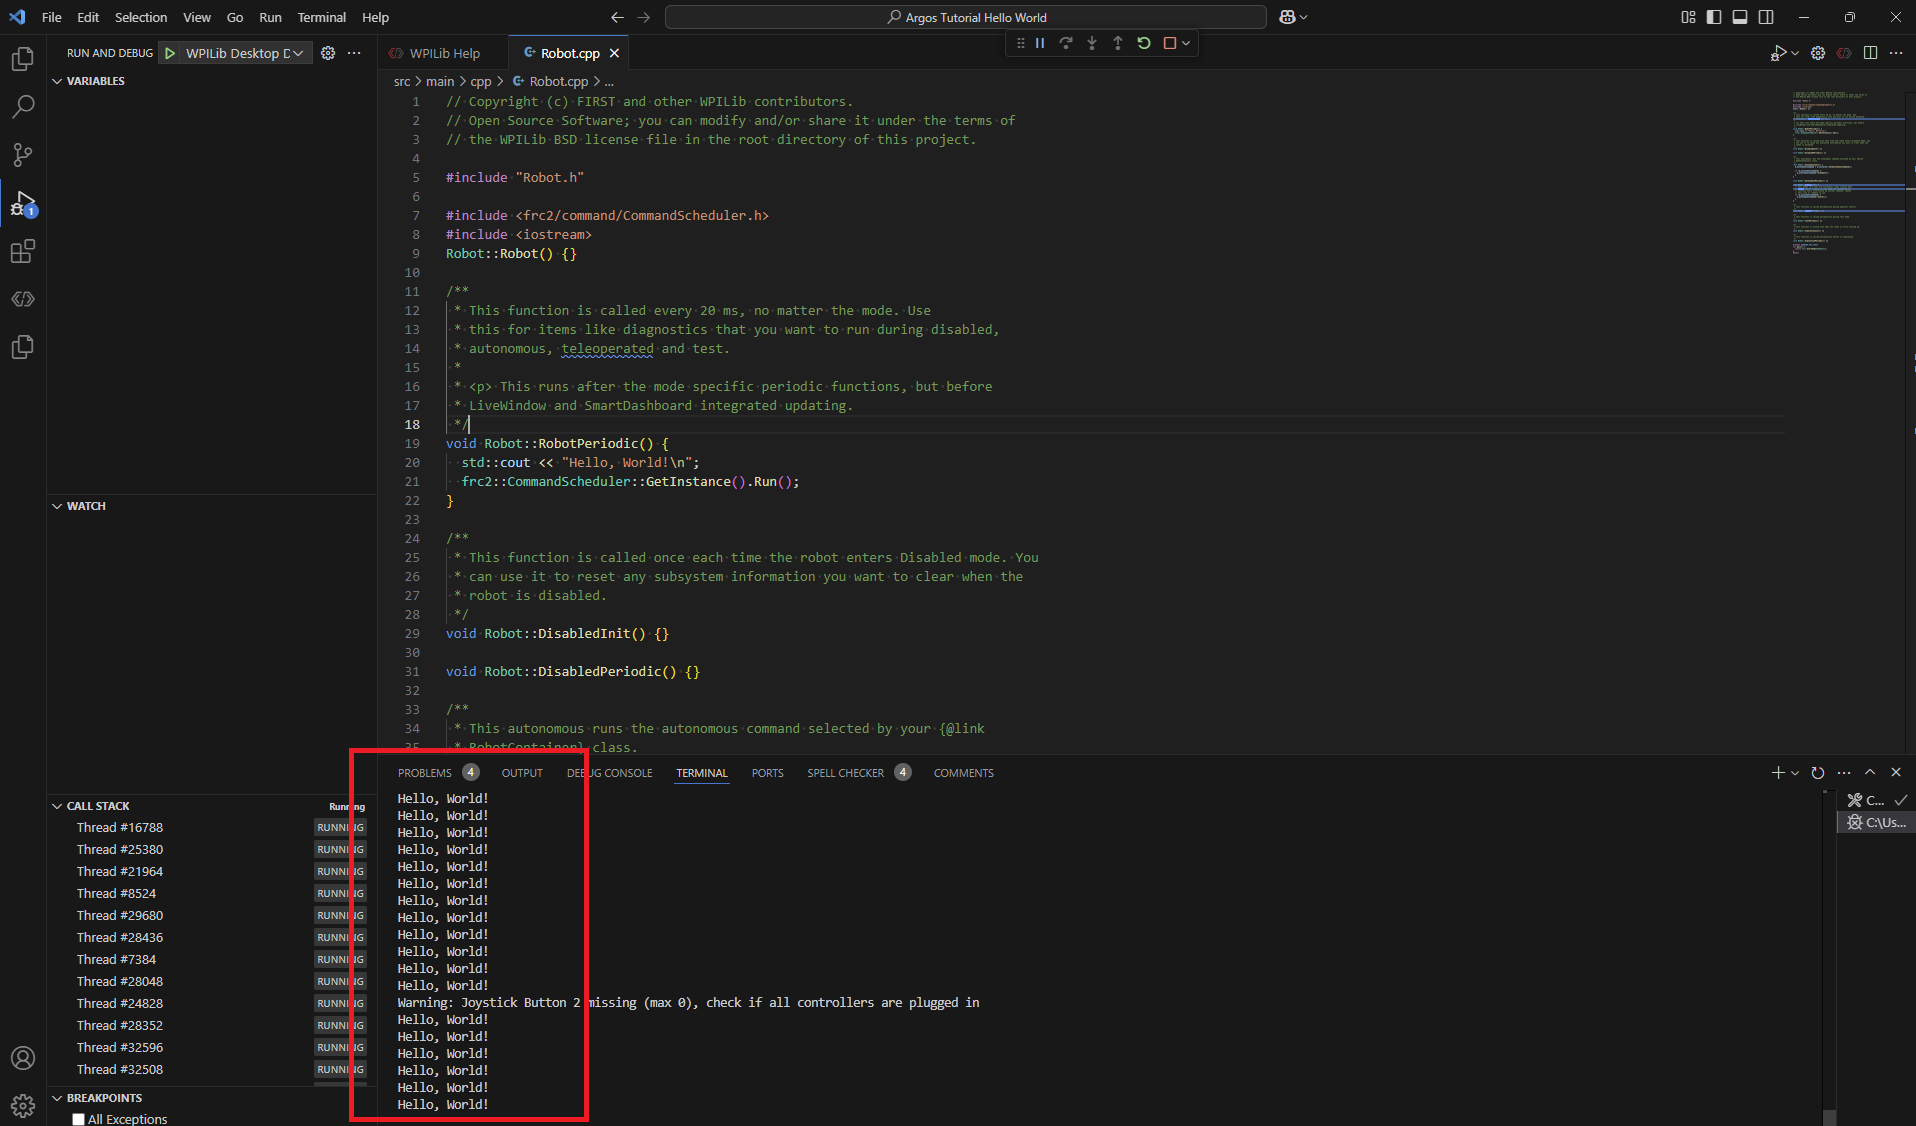 File Edit Selection View Go Run Terminal Help
Argos Tutorial Hello World
RUN AND DEBUG WPILib Desktop D
WPILib Help
Robot.cpp
src > main > cpp > Robot.cpp > ...
VARIABLES
WATCH
CALL STACK Running
Thread #16788 RUNNING
Thread #25380 RUNNING
Thread #21964 RUNNING
Thread #8524 RUNNING
Thread #29680 RUNNING
Thread #28436 RUNNING
Thread #7384 RUNNING
Thread #28048 RUNNING
Thread #24828 RUNNING
Thread #28352 RUNNING
Thread #32596 RUNNING
Thread #32508 RUNNING
BREAKPOINTS
All Exceptions
1
1 // Copyright (c) FIRST and other WPILib contributors.
2 // Open Source Software; you can modify and/or share it under the terms of
3 // the WPILib BSD license file in the root directory of this project.
4
5 #include "Robot.h"
6
7 #include <frc2/command/CommandScheduler.h>
8 #include <iostream>
9 Robot::Robot() {}
10
11 /**
12 * This function is called every 20 ms, no matter the mode. Use
13 * this for items like diagnostics that you want to run during disabled,
14 * autonomous, teleoperated and test.
15 *
16 * <p> This runs after the mode specific periodic functions, but before
17 * LiveWindow and SmartDashboard integrated updating.
18 */
19 void Robot::RobotPeriodic() {
20 std::cout << "Hello, World!\n";
21 frc2::CommandScheduler::GetInstance().Run();
22 }
23
24 /**
25 * This function is called once each time the robot enters Disabled mode. You
26 * can use it to reset any subsystem information you want to clear when the
27 * robot is disabled.
28 */
29 void Robot::DisabledInit() {}
30
31 void Robot::DisabledPeriodic() {}
32
33 /**
34 * This autonomous runs the autonomous command selected by your {@link
35 * RobotContainer} class.
PROBLEMS 4 OUTPUT DEBUG CONSOLE TERMINAL PORTS SPELL CHECKER 4 COMMENTS
Hello, World!
Hello, World!
Hello, World!
Hello, World!
Hello, World!
Hello, World!
Hello, World!
Hello, World!
Hello, World!
Hello, World!
Hello, World!
Hello, World!
Warning: Joystick Button 2 missing (max 0), check if all controllers are plugged in
Hello, World!
Hello, World!
Hello, World!
Hello, World!
Hello, World!
Hello, World!
C...
C:\Us...